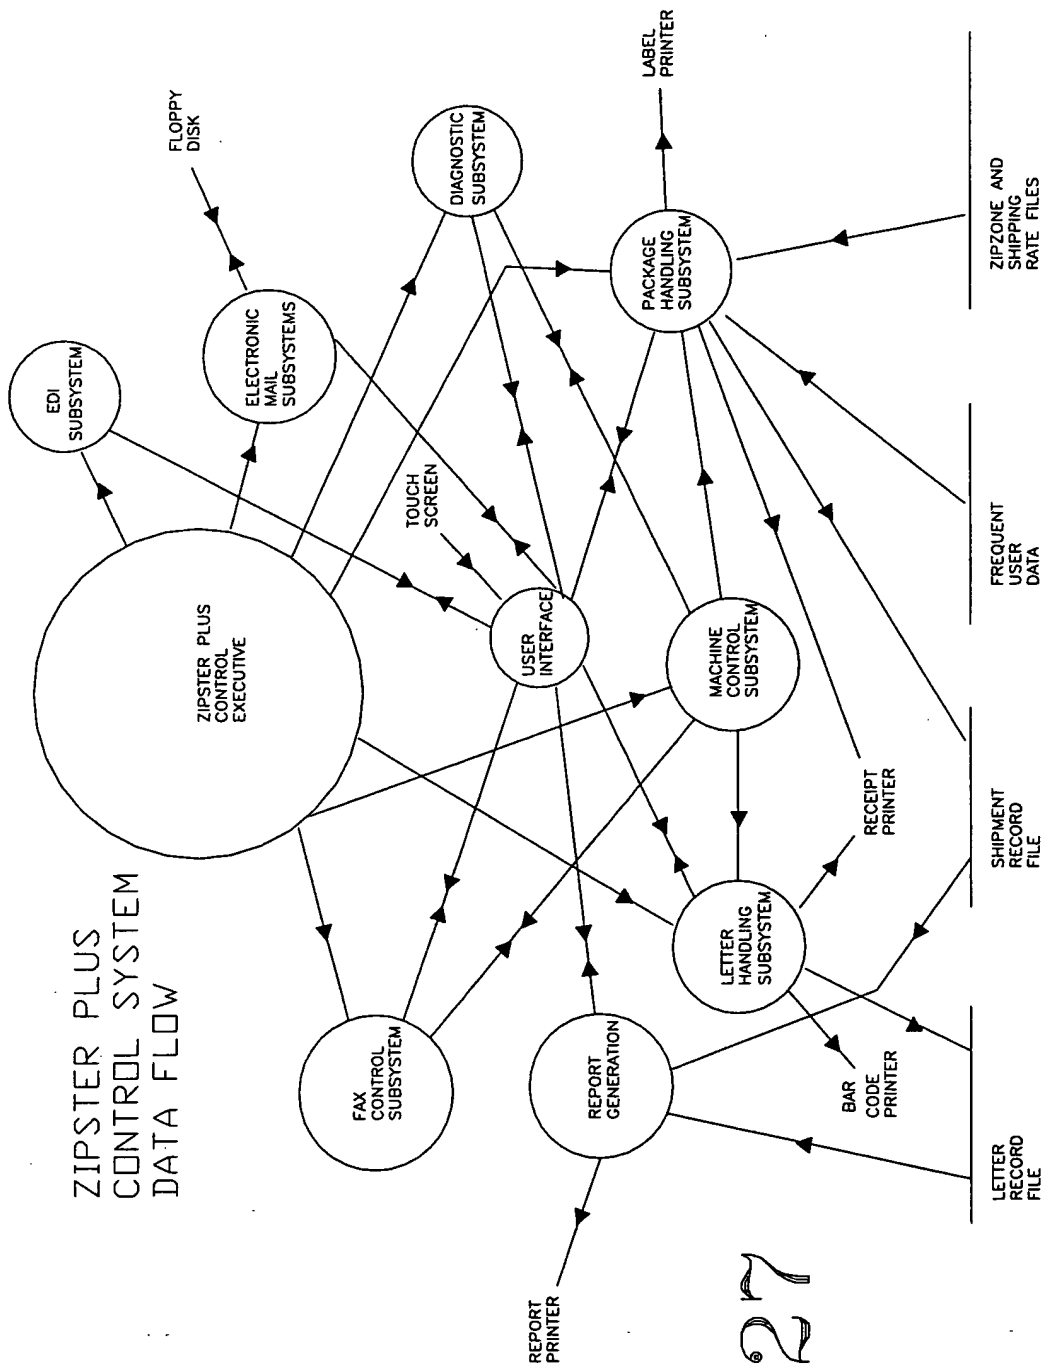 ZIPSTER PLUS
CONTROL SYSTEM
DATA FLOW
ZIPSTER PLUS
CONTROL
EXECUTIVE
EDI
SUBSYSTEM
ELECTRONIC
MAIL
SUBSYSTEMS
FLOPPY
DISK
FAX
CONTROL
SUBSYSTEM
TOUCH
SCREEN
DIAGNOSTIC
SUBSYSTEM
USER
INTERFACE
REPORT
PRINTER
REPORT
GENERATION
LETTER
HANDLING
SUBSYSTEM
MACHINE
CONTROL
SUBSYSTEM
PACKAGE
HANDLING
SUBSYSTEM
LABEL
PRINTER
BAR
CODE
PRINTER
RECEIPT
PRINTER
LETTER
RECORD
FILE
SHIPMENT
RECORD
FILE
FREQUENT
USER
DATA
ZIPZONE AND
SHIPPING
RATE FILES
27